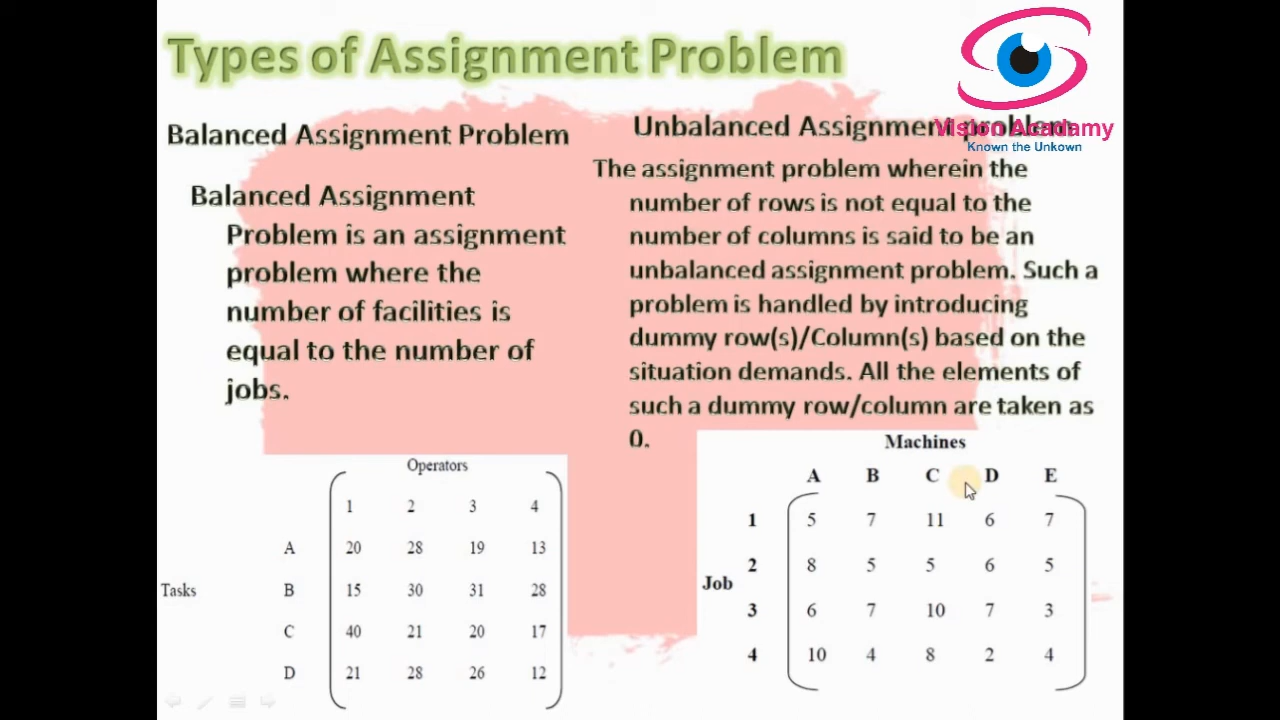 Types of Assignment Problem
Vision Academy
Known the Unkown
Balanced Assignment Problem
Balanced Assignment
Problem is an assignment
problem where the
number of facilities is
equal to the number of
jobs.
Unbalanced Assignment problem
The assignment problem wherein the
number of rows is not equal to the
number of columns is said to be an
unbalanced assignment problem. Such a
problem is handled by introducing
dummy row(s)/Column(s) based on the
situation demands. All the elements of
such a dummy row/column are taken as
0.
Operators
1 2 3 4
A 20 28 19 13
Tasks B 15 30 31 28
C 40 21 20 17
D 21 28 26 12
Machines
A B C D E
1 5 7 11 6 7
2 8 5 5 6 5
Job
3 6 7 10 7 3
4 10 4 8 2 4